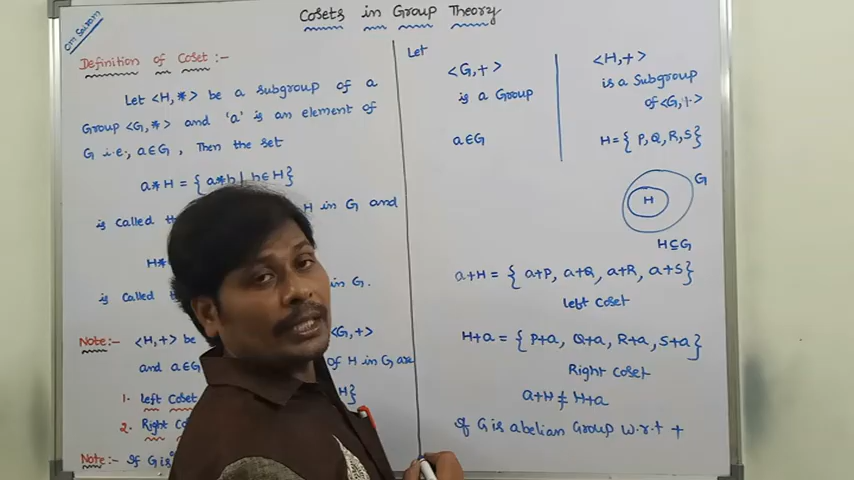 Cosets in Group Theory
Om Sairam
Definition of Coset :-
Let <H,*> be a subgroup of a
Group <G,*> and 'a' is an element of
G i.e; a∈G, Then the set
a*H = { a*h | h∈H}
is called the H in G and
H*
is called in G.
Note:- <H,+> be <G,+>
and a∈G of H in G are
1. left Coset H}
2. Right
Note:- If G is
Let
<G,+>
is a Group
a∈G
<H,+>
is a Subgroup
of <G,+>
H = { P, Q, R, S}
H
G
H⊆G
a+H = { a+P, a+Q, a+R, a+S}
left Coset
H+a = { P+a, Q+a, R+a, S+a}
Right Coset
a+H ≠ H+a
If G is abelian Group w.r.t +